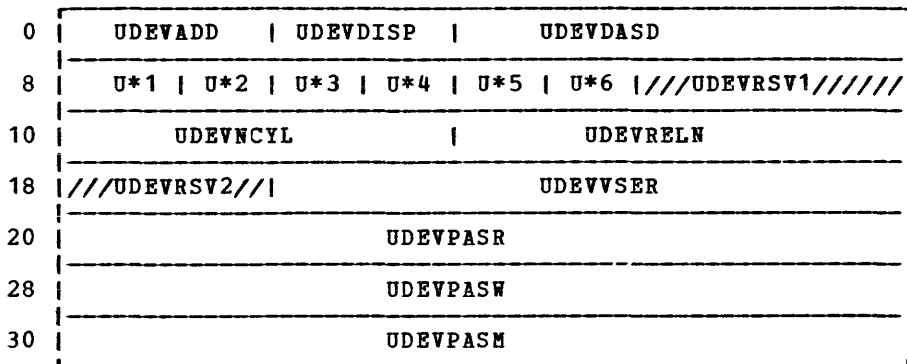 0 | UDEVADD | UDEVDISP | UDEVDASD
8 | U*1 | U*2 | U*3 | U*4 | U*5 | U*6 |///UDEVRSV1//////
10 | UDEVNCYL | UDEVRELN
18 |///UDEVRSV2//| UDEVVSER
20 | UDEVPASR
28 | UDEVPASW
30 | UDEVPASM